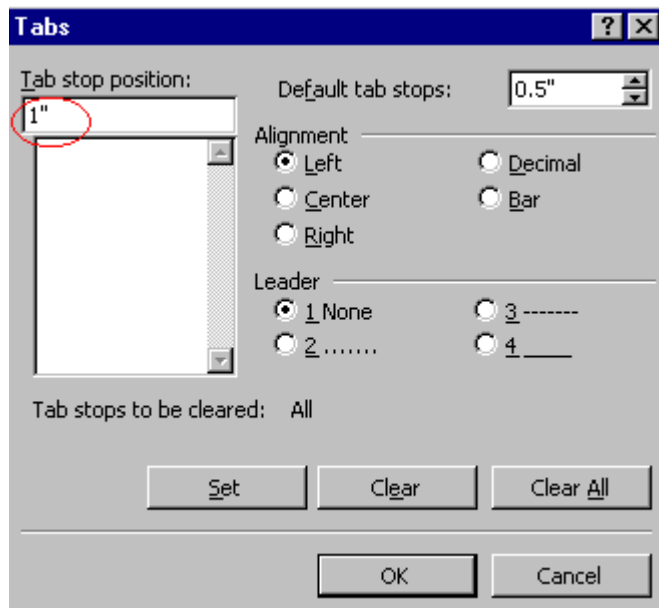 Tabs
Tab stop position:
Default tab stops:
0.5"
1"
Alignment
Left
Decimal
Center
Bar
Right
Leader
1 None
3 -------
2 .......
4 ____
Tab stops to be cleared: All
Set
Clear
Clear All
OK
Cancel